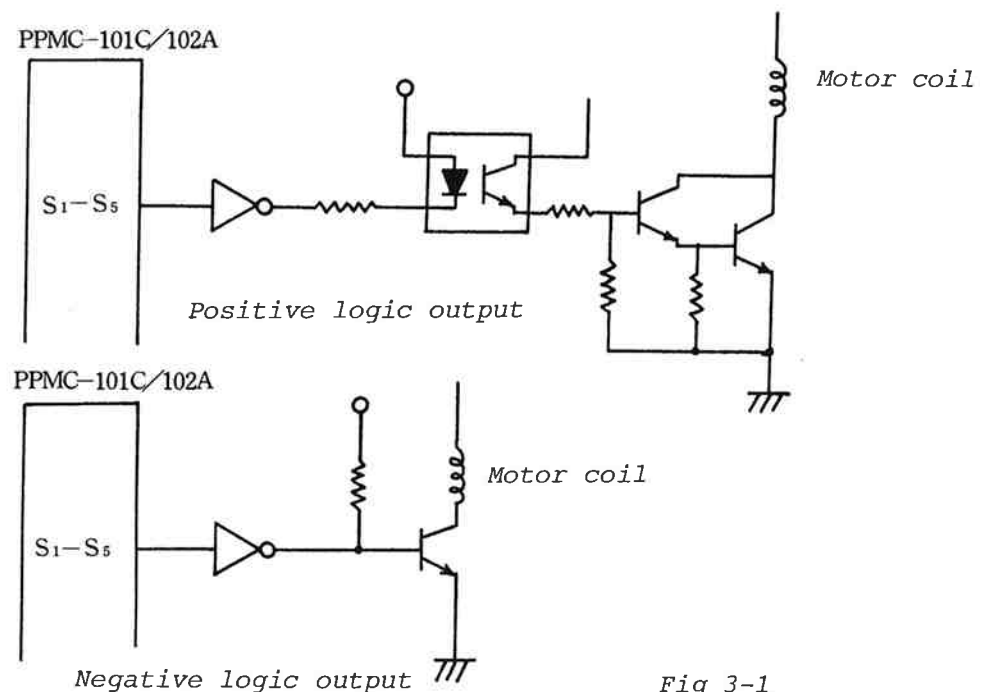 PPMC-101C/102A
Motor coil
S1-S5
Positive logic output
PPMC-101C/102A
Motor coil
S1-S5
Negative logic output
Fig 3-1